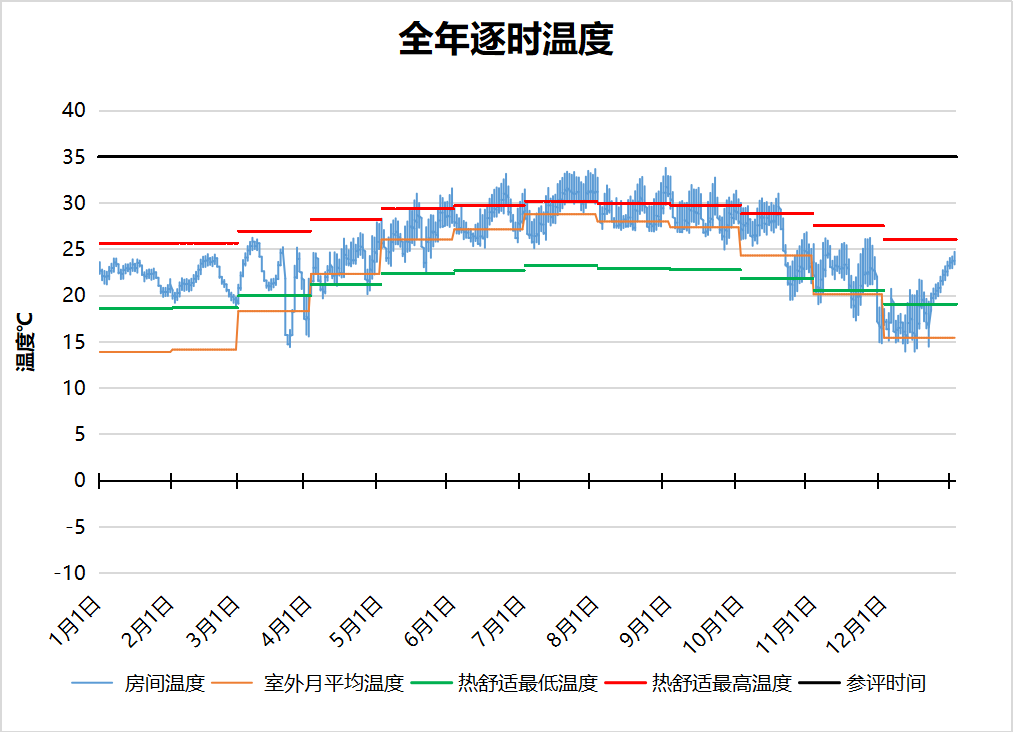 全年逐时温度
40
35
30
25
20
15
10
5
0
-5
-10
温度℃
1月1日
2月1日
3月1日
4月1日
5月1日
6月1日
7月1日
8月1日
9月1日
10月1日
11月1日
12月1日
房间温度 室外月平均温度 热舒适最低温度 热舒适最高温度 参评时间